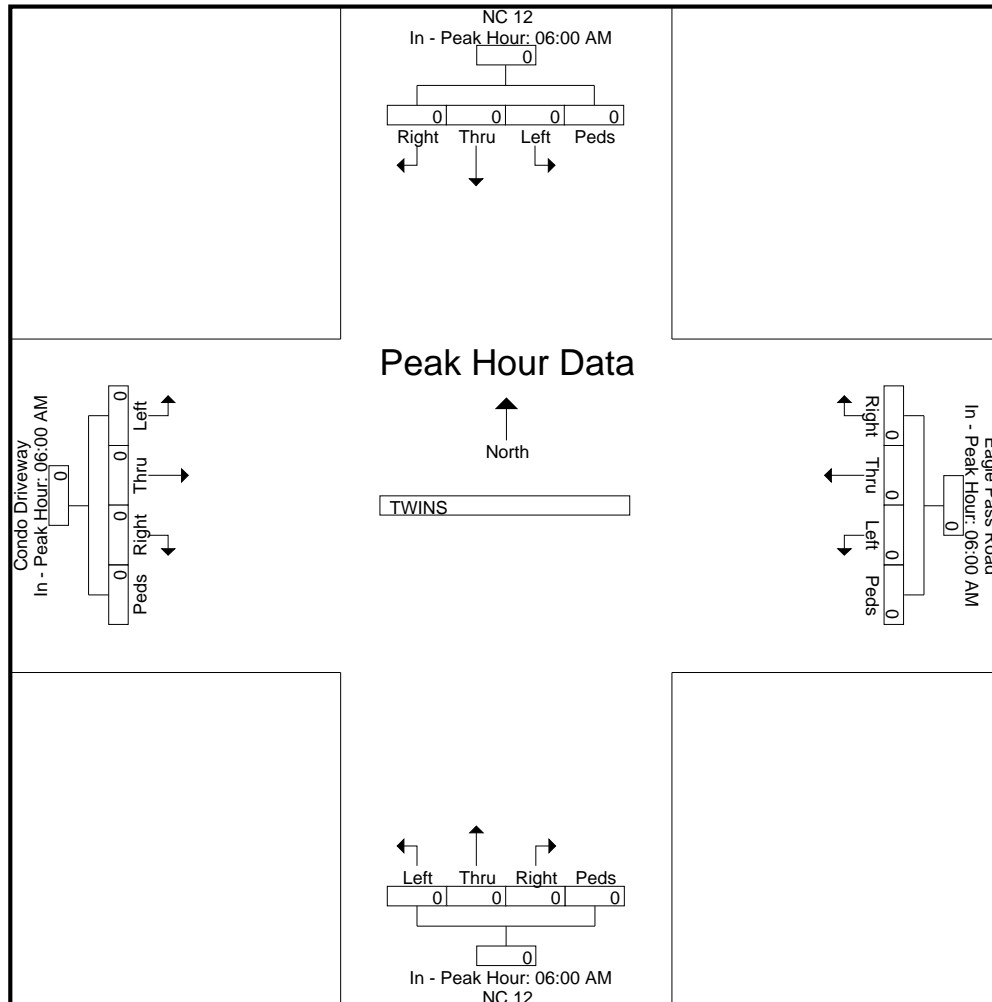 NC 12
In - Peak Hour: 06:00 AM
0
0 0 0 0
Right Thru Left Peds
Peak Hour Data
North
TWINS
Condo Driveway
In - Peak Hour: 06:00 AM
0
0 0 0 0
Left Thru Right Peds
Eagle Pass Road
In - Peak Hour: 06:00 AM
0
0 0 0 0
Right Thru Left Peds
Left Thru Right Peds
0 0 0 0
0
In - Peak Hour: 06:00 AM
NC 12